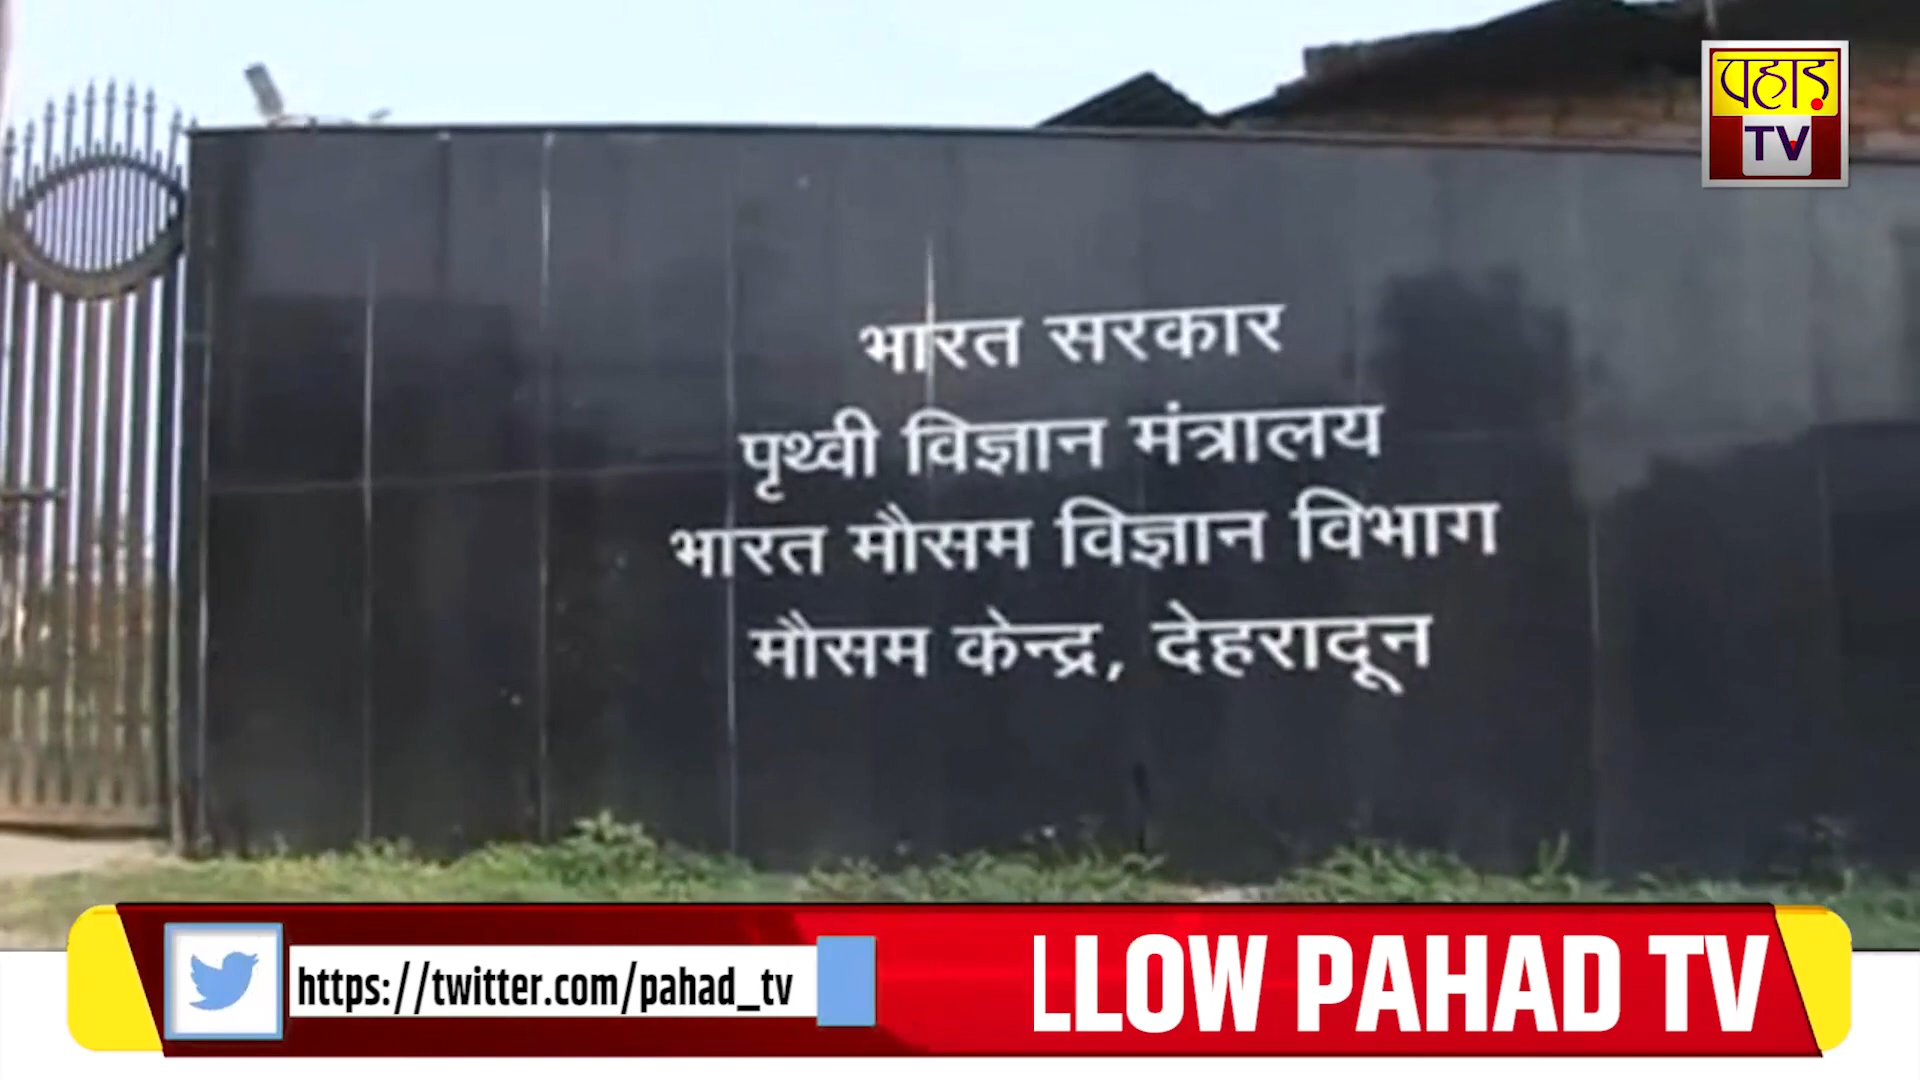 पहाड़
TV
भारत सरकार
पृथ्वी विज्ञान मंत्रालय
भारत मौसम विज्ञान विभाग
मौसम केन्द्र, देहरादून
https://twitter.com/pahad_tv
LLOW PAHAD TV